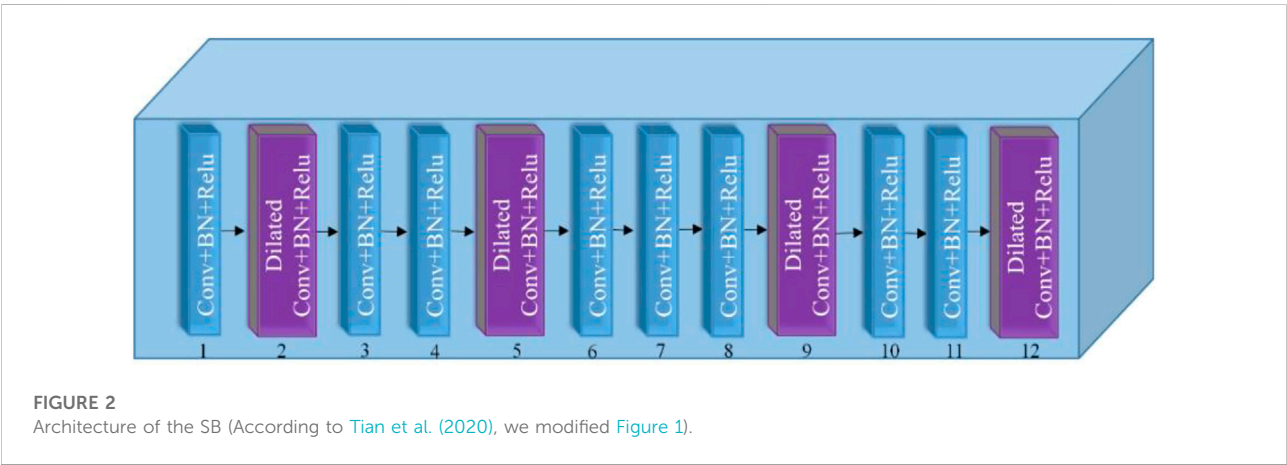 Conv+BN+Relu
Dilated
Conv+BN+Relu
Conv+BN+Relu
Conv+BN+Relu
Dilated
Conv+BN+Relu
Conv+BN+Relu
Conv+BN+Relu
Conv+BN+Relu
Dilated
Conv+BN+Relu
Conv+BN+Relu
Conv+BN+Relu
Dilated
Conv+BN+Relu
1 2 3 4 5 6 7 8 9 10 11 12
FIGURE 2
Architecture of the SB (According to Tian et al. (2020), we modified Figure 1).